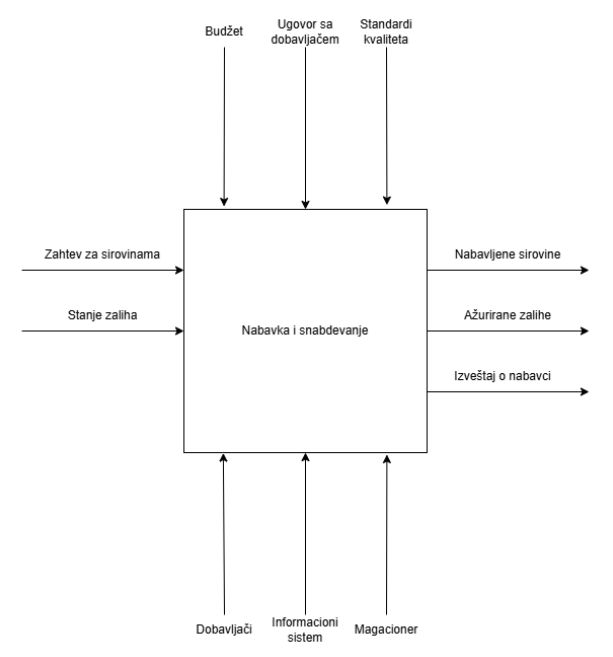 Budžet
Ugovor sa
dobavljačem
Standardi
kvaliteta
Zahtev za sirovinama
Stanje zaliha
Nabavka i snabdevanje
Nabavljene sirovine
Ažurirane zalihe
Izveštaj o nabavci
Dobavljači
Informacioni
sistem
Magacioner